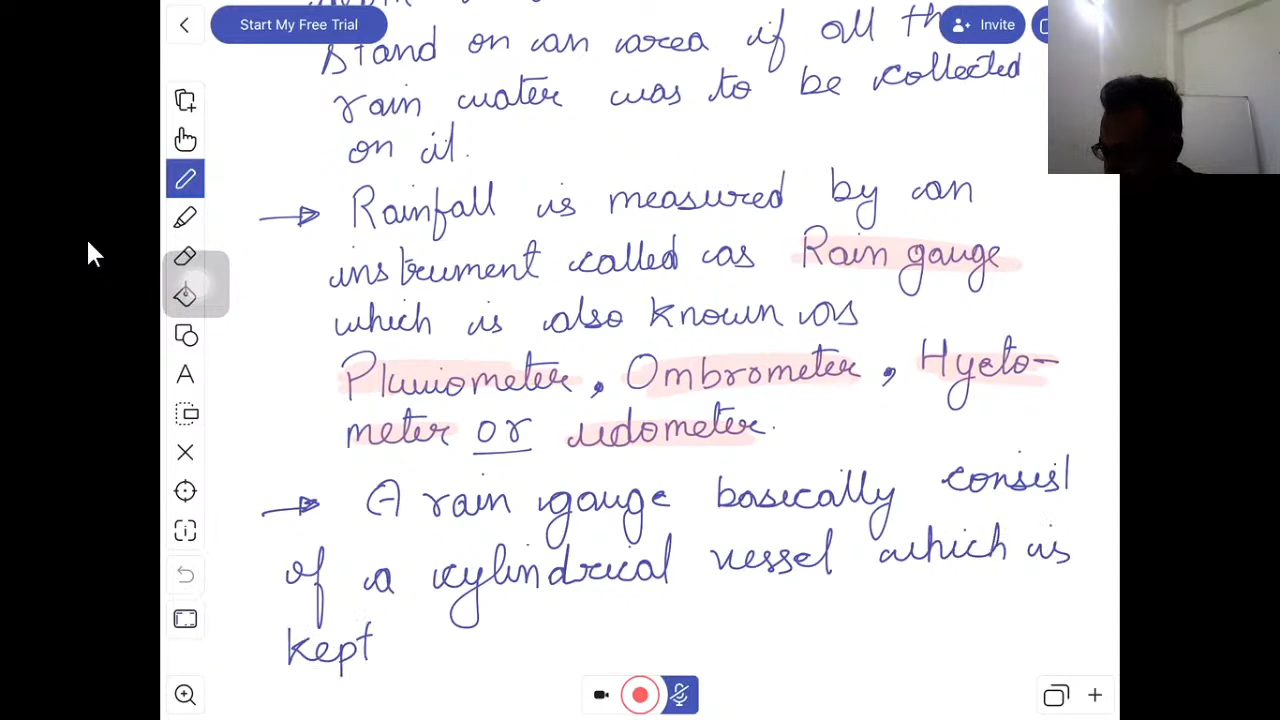 Start My Free Trial
Invite
stand on an area if all th
rain water was to be collected
on it.
→ Rainfall is measured by an
instrument called as Rain gauge
which is also known as
Pluviometer, Ombrometer, Hyeto-
meter or udometer.
→ A rain gauge basically consist
of a cylindrical vessel which is
kept